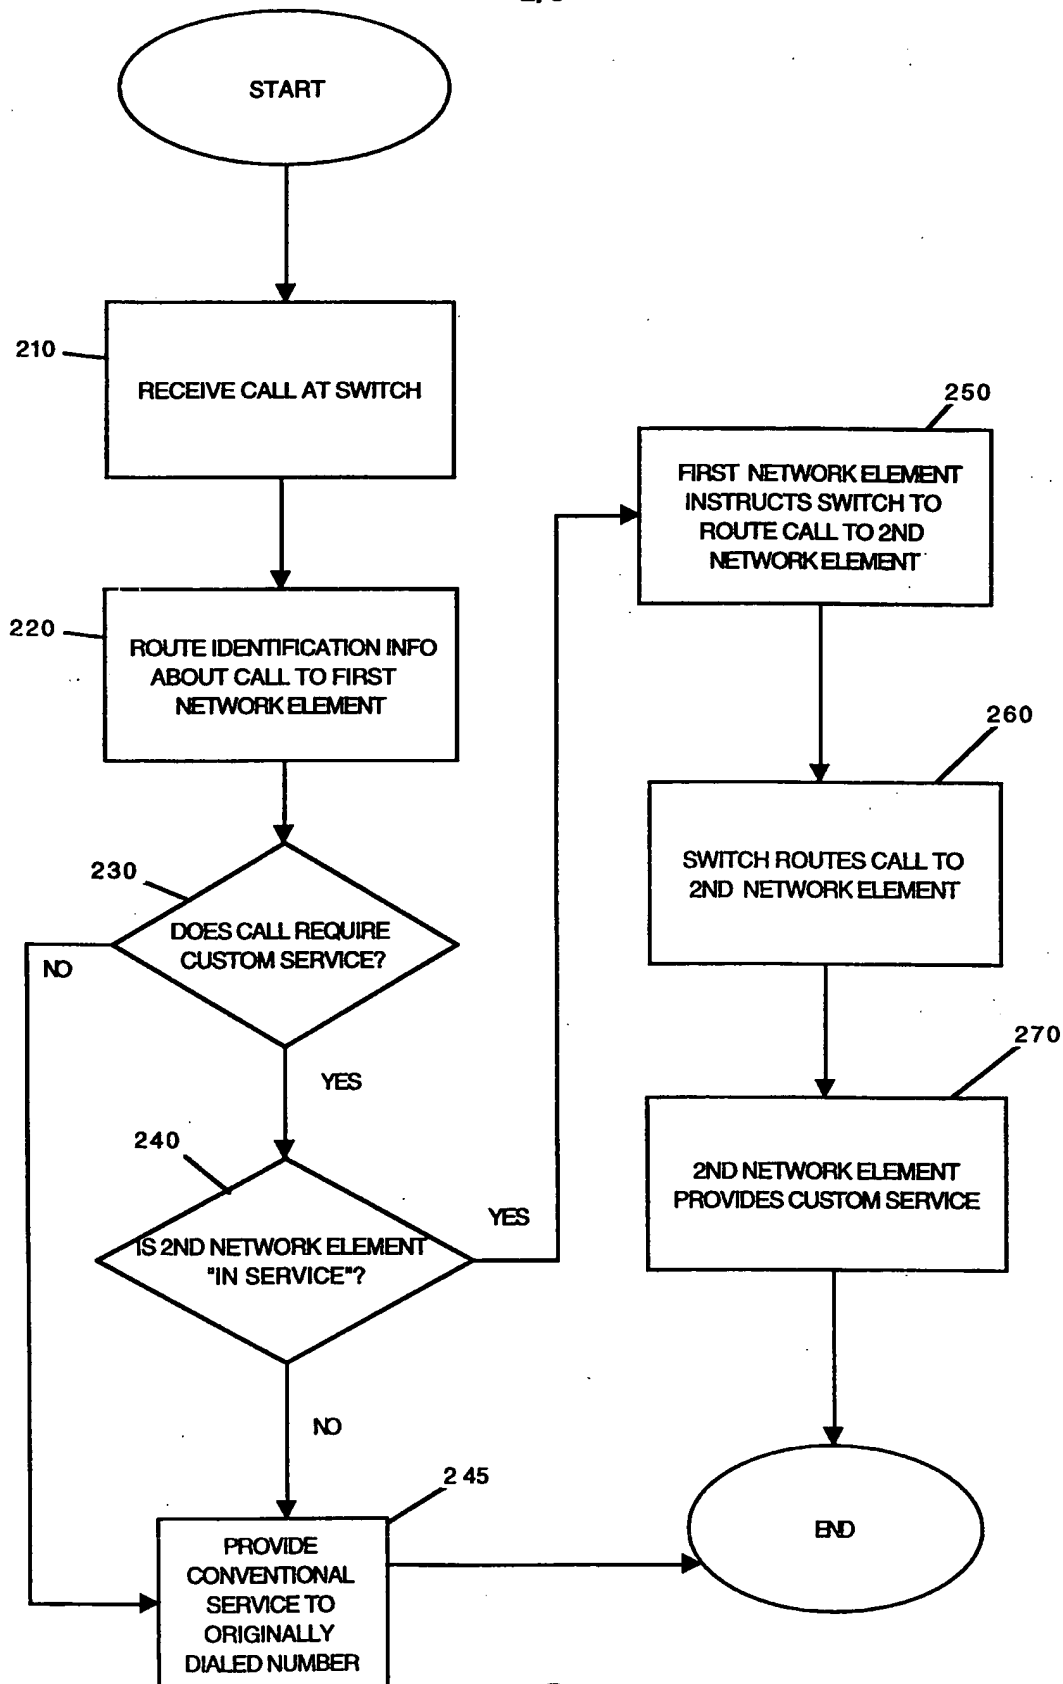 START
210
RECEIVE CALL AT SWITCH
220
ROUTE IDENTIFICATION INFO
ABOUT CALL TO FIRST
NETWORK ELEMENT
230
DOES CALL REQUIRE
CUSTOM SERVICE?
NO
YES
240
IS 2ND NETWORK ELEMENT
"IN SERVICE"?
YES
NO
245
PROVIDE
CONVENTIONAL
SERVICE TO
ORIGINALLY
DIALED NUMBER
250
FIRST NETWORK ELEMENT
INSTRUCTS SWITCH TO
ROUTE CALL TO 2ND
NETWORK ELEMENT
260
SWITCH ROUTES CALL TO
2ND NETWORK ELEMENT
270
2ND NETWORK ELEMENT
PROVIDES CUSTOM SERVICE
END